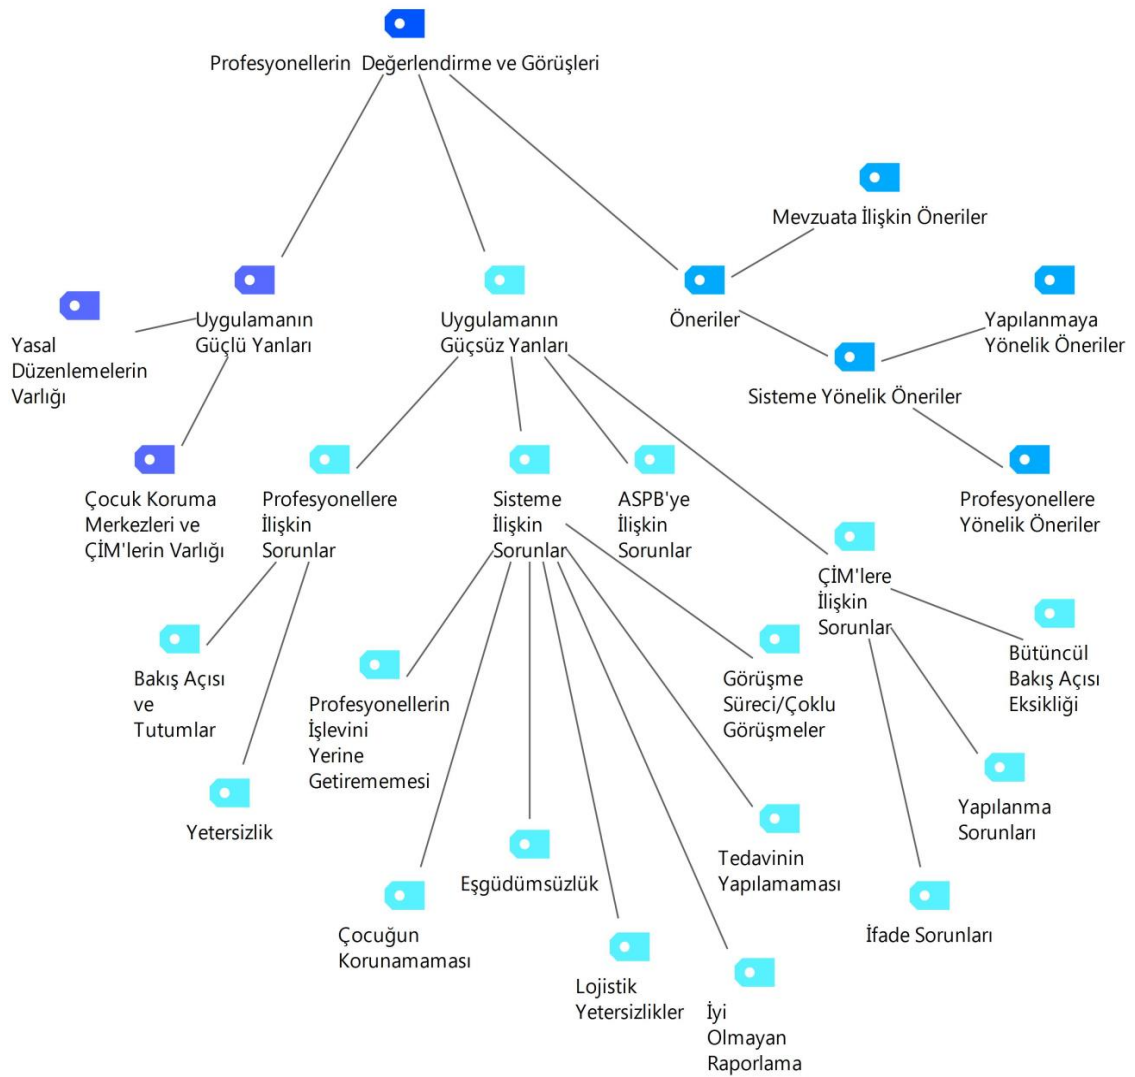 Profesyonellerin Değerlendirme ve Görüşleri
Mevzuata İlişkin Öneriler
Uygulamanın
Güçlü Yanları
Uygulamanın
Güçsüz Yanları
Öneriler
Yapılanmaya
Yönelik Öneriler
Yasal
Düzenlemelerin
Varlığı
Sisteme Yönelik Öneriler
Çocuk Koruma
Merkezleri ve
ÇİM'lerin Varlığı
Profesyonellere
İlişkin
Sorunlar
Sisteme
İlişkin
Sorunlar
ASPB'ye
İlişkin
Sorunlar
Profesyonellere
Yönelik Öneriler
ÇİM'lere
İlişkin
Sorunlar
Bakış Açısı
ve
Tutumlar
Profesyonellerin
İşlevini
Yerine
Getirememesi
Görüşme
Süreci/Çoklu
Görüşmeler
Bütüncül
Bakış Açısı
Eksikliği
Yetersizlik
Yapılanma
Sorunları
Eşgüdümsüzlük
Tedavinin
Yapılamaması
Çocuğun
Korunamaması
İfade Sorunları
Lojistik
Yetersizlikler
İyi
Olmayan
Raporlama